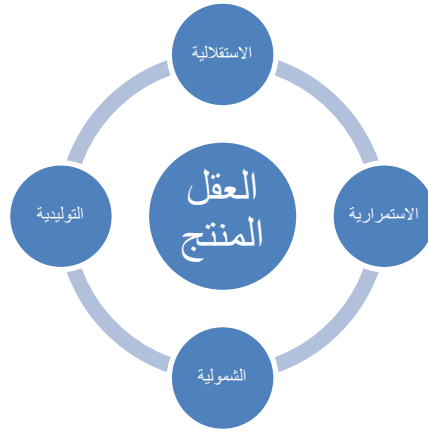 الاستقلالية
العقل
المنتج
الاستمرارية
التوليدية
الشمولية